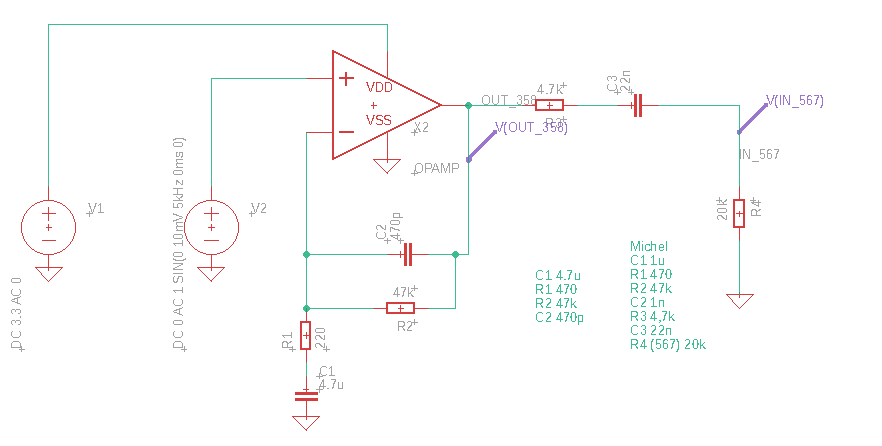 VDD
VSS
X2
OPAMP
OUT_358
4.7k
R3
C3
22n
V(IN_567)
V(OUT_358)
IN_567
20k
R4
V1
DC 3.3 AC 0
V2
DC 0 AC 1 SIN(0 10mV 5kHz 0ms 0)
C2
470p
47k
R2
R1
220
C1
4.7u
C1 4.7u
R1 470
R2 47k
C2 470p
Michel
C1 1u
R1 470
R2 47k
C2 1n
R3 4,7k
C3 22n
R4 (567) 20k